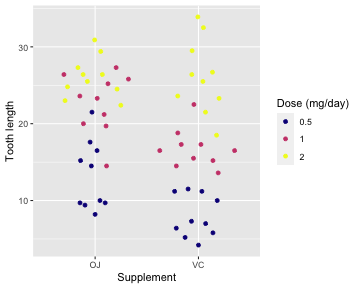 30
20
10
Tooth length
OJ
VC
Supplement
Dose (mg/day)
0.5
1
2